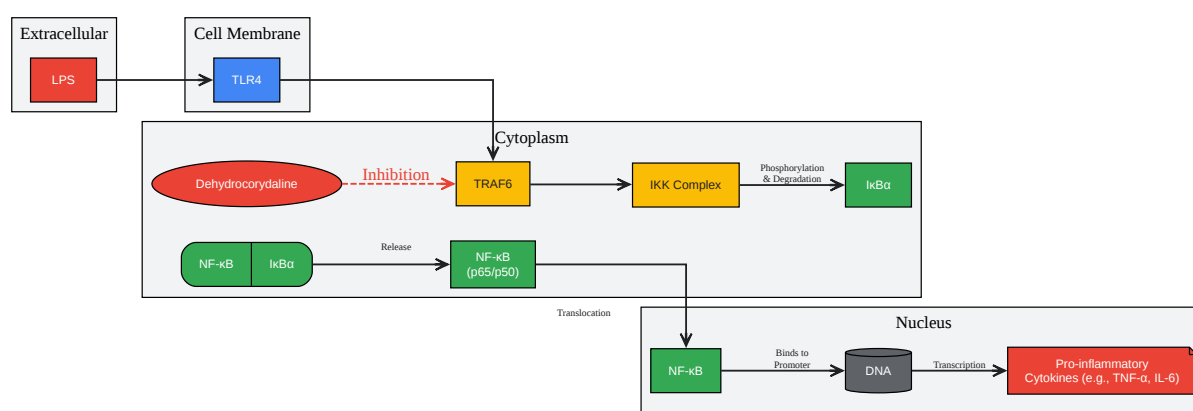 Extracellular
LPS
Cell Membrane
TLR4
Cytoplasm
Dehydrocorydaline
Inhibition
TRAF6
IKK Complex
Phosphorylation
& Degradation
IκBα
NF-κB
IκBα
Release
NF-κB
(p65/p50)
Translocation
Nucleus
NF-κB
Binds to
Promoter
DNA
Transcription
Pro-inflammatory
Cytokines (e.g., TNF-α, IL-6)